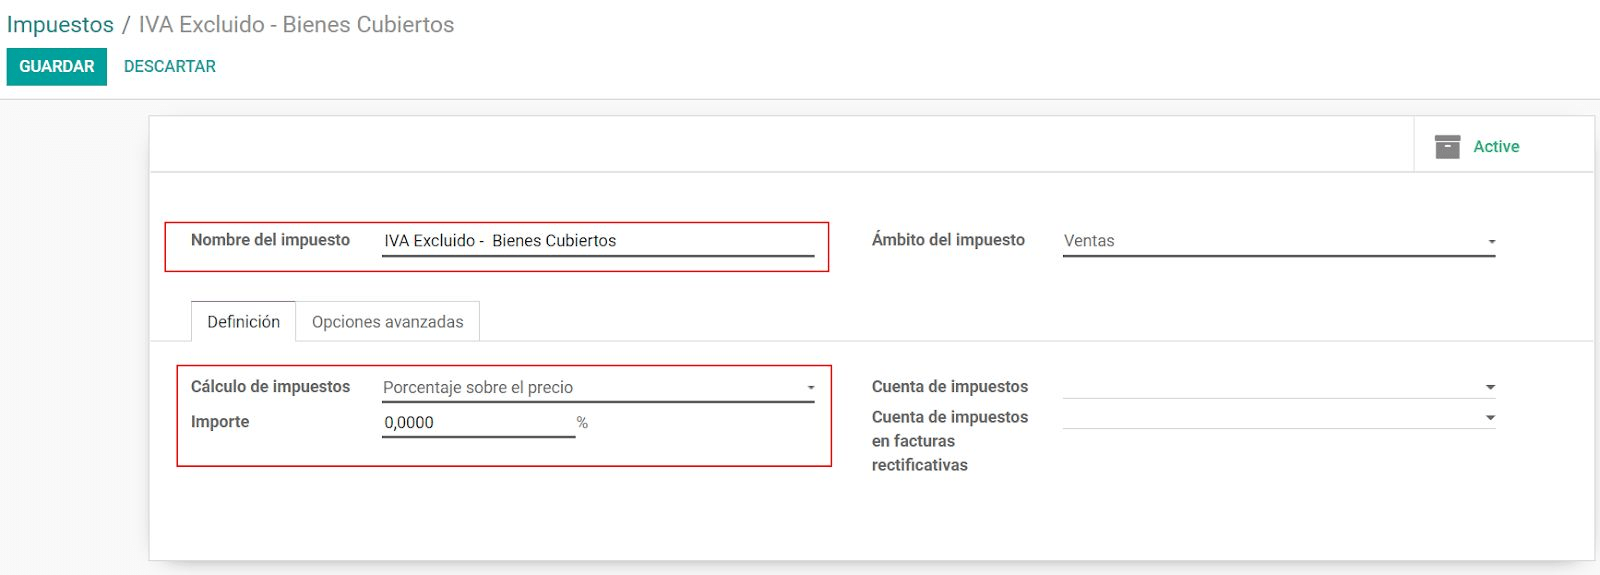 Impuestos / IVA Excluido - Bienes Cubiertos
GUARDAR DESCARTAR
Active
Nombre del impuesto IVA Excluido -  Bienes Cubiertos
Ámbito del impuesto Ventas
Definición Opciones avanzadas
Cálculo de impuestos Porcentaje sobre el precio
Importe 0,0000 %
Cuenta de impuestos
Cuenta de impuestos
en facturas
rectificativas